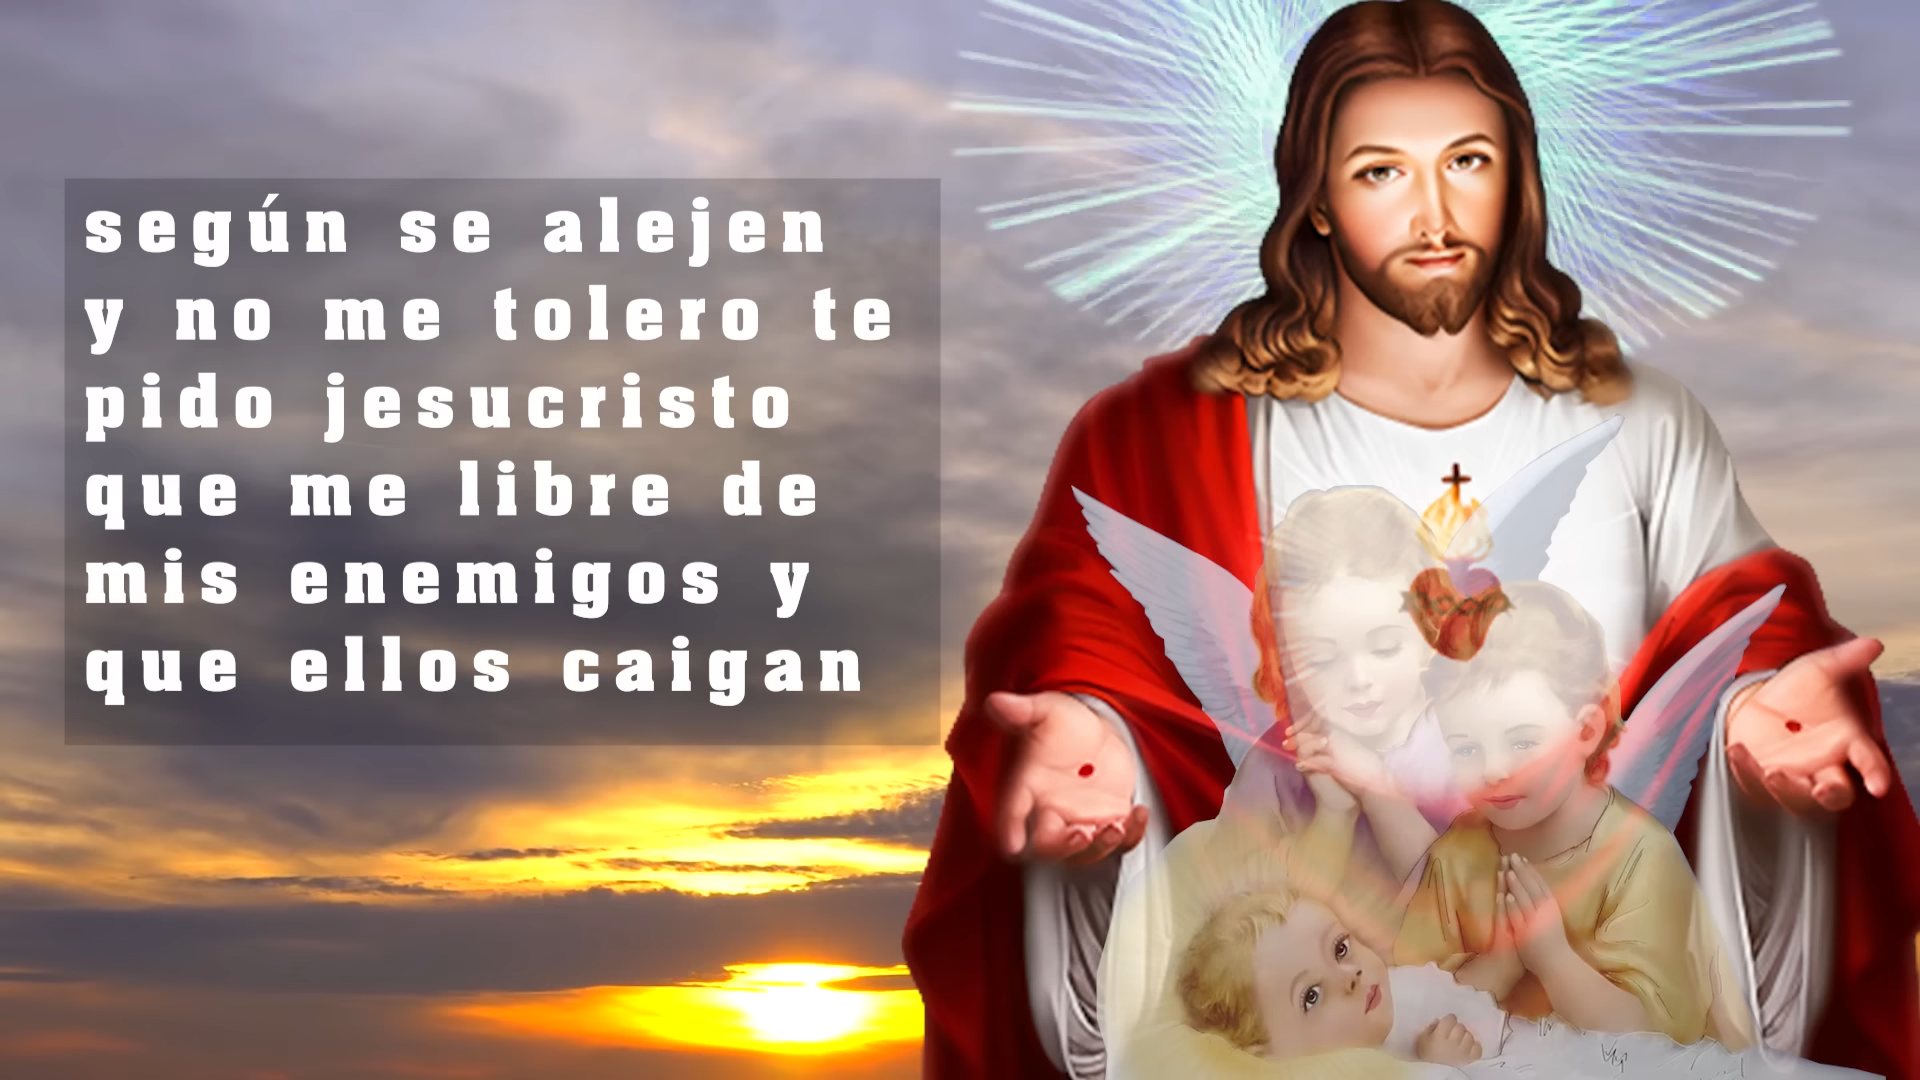 según se alejen
y no me tolero te
pido jesucristo
que me libre de
mis enemigos y
que ellos caigan